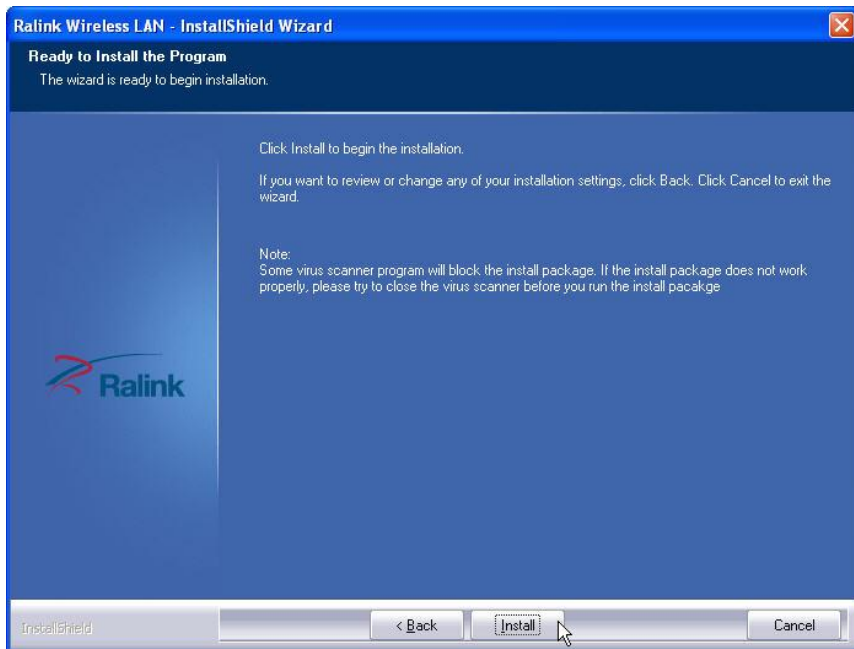 Ralink Wireless LAN - InstallShield Wizard
Ready to Install the Program
The wizard is ready to begin installation.
Click Install to begin the installation.
If you want to review or change any of your installation settings, click Back. Click Cancel to exit the
wizard.
Note:
Some virus scanner program will block the install package. If the install package does not work
properly, please try to close the virus scanner before you run the install pacakge
Ralink
InstallShield
< Back
Install
Cancel